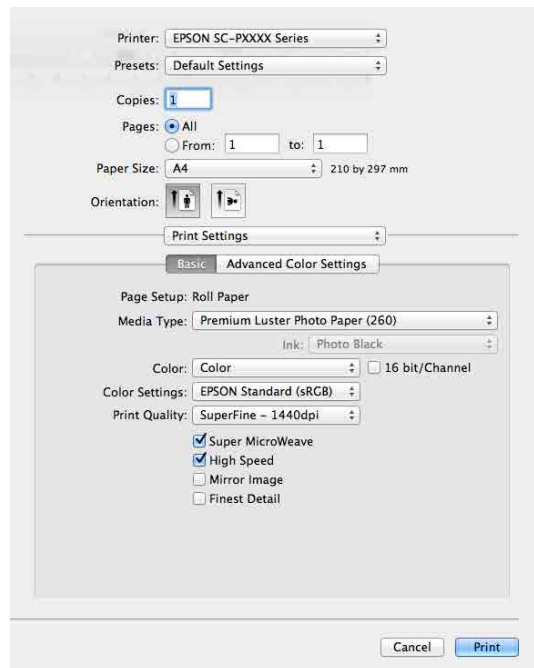 Printer: EPSON SC-PXXXX Series
Presets: Default Settings
Copies: 1
Pages: All
From: 1 to: 1
Paper Size: A4 210 by 297 mm
Orientation:
Print Settings
Basic Advanced Color Settings
Page Setup: Roll Paper
Media Type: Premium Luster Photo Paper (260)
Ink: Photo Black
Color: Color 16 bit/Channel
Color Settings: EPSON Standard (sRGB)
Print Quality: SuperFine – 1440dpi
Super MicroWeave
High Speed
Mirror Image
Finest Detail
Cancel Print